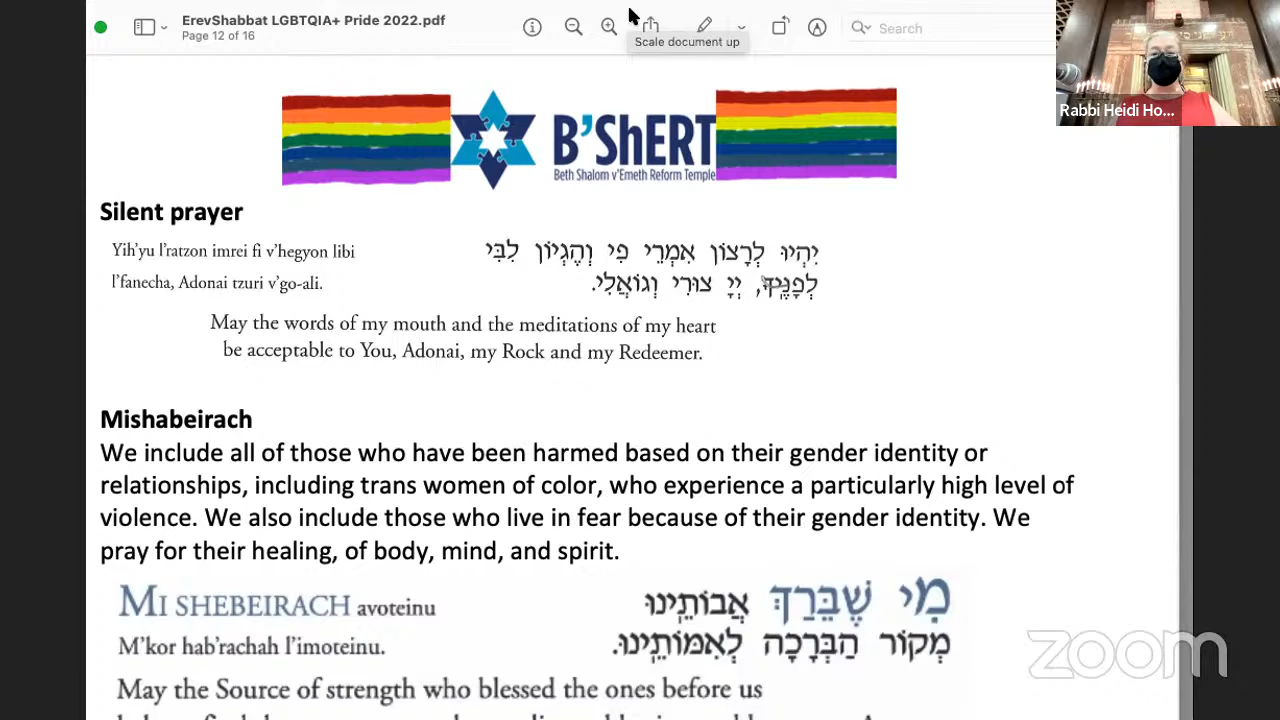 ErevShabbat LGBTQIA+ Pride 2022.pdf
Page 12 of 16
Search
Scale document up
Rabbi Heidi Ho...
B'ShERT
Beth Shalom v'Emeth Reform Temple
Silent prayer
Yih'yu l'ratzon imrei fi v'hegyon libi
l'fanecha, Adonai tzuri v'go-ali.
יִהְיוּ לְרָצוֹן אִמְרֵי פִי וְהֶגְיוֹן לִבִּי
לְפָנֶֽיךָ, יְיָ צוּרִי וְגוֹאֲלִי.
May the words of my mouth and the meditations of my heart
be acceptable to You, Adonai, my Rock and my Redeemer.
Mishabeirach
We include all of those who have been harmed based on their gender identity or
relationships, including trans women of color, who experience a particularly high level of
violence. We also include those who live in fear because of their gender identity. We
pray for their healing, of body, mind, and spirit.
MI SHEBEIRACH avoteinu
M'kor hab'rachah l'imoteinu.
מִי שֶׁבֵּרַךְ אֲבוֹתֵֽינוּ
מְקוֹר הַבְּרָכָה לְאִמּוֹתֵֽינוּ.
May the Source of strength who blessed the ones before us
zoom